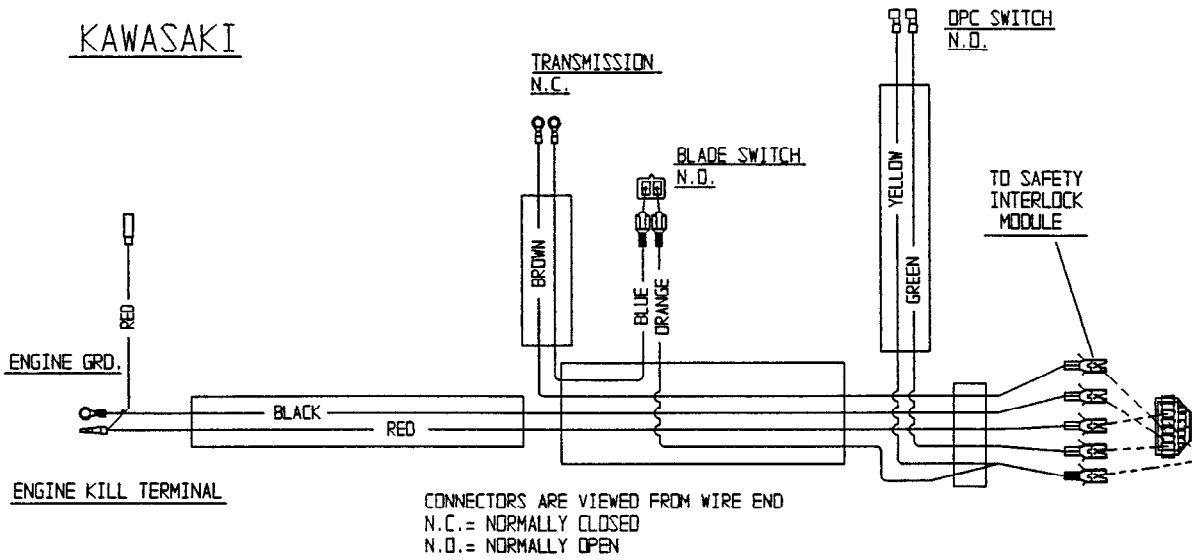 KAWASAKI
OPC SWITCH
N.O.
TRANSMISSION
N.C.
BLADE SWITCH
N.O.
TO SAFETY
INTERLOCK
MODULE
YELLOW
GREEN
BROWN
BLUE
ORANGE
RED
ENGINE GRD.
BLACK
RED
ENGINE KILL TERMINAL
CONNECTORS ARE VIEWED FROM WIRE END
N.C.= NORMALLY CLOSED
N.O.= NORMALLY OPEN